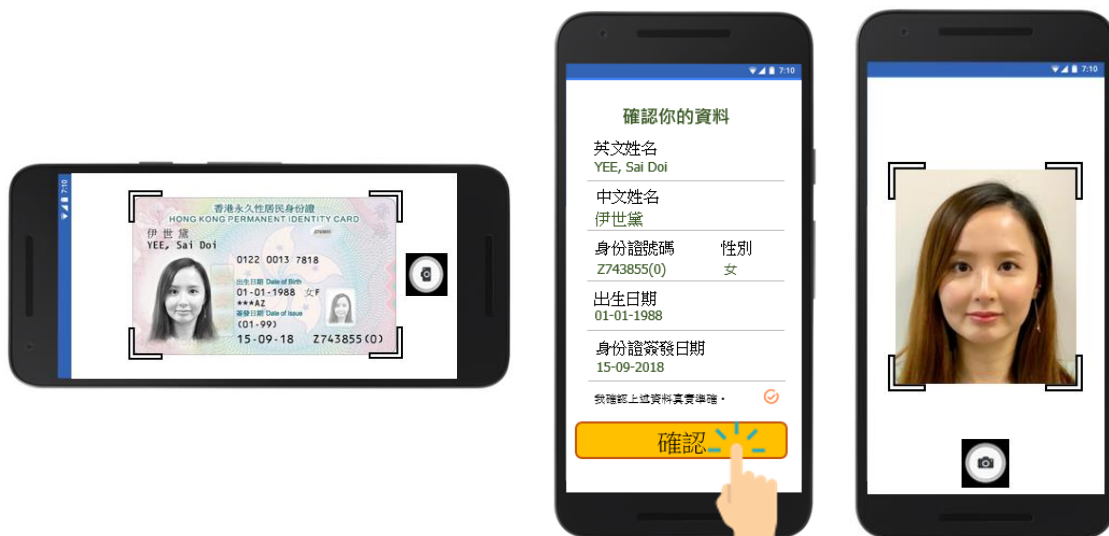 7:10
香港永久性居民身份證
HONG KONG PERMANENT IDENTITY CARD
伊世黛
YEE, Sai Doi
0122 0013 7818
出生日期 Date of Birth
01-01-1988 女F
***AZ
簽發日期 Date of Issue
(01-99)
15-09-18 Z743855(0)
7:10
確認你的資料
英文姓名
YEE, Sai Doi
中文姓名
伊世黛
身份證號碼 性別
Z743855(0) 女
出生日期
01-01-1988
身份證簽發日期
15-09-2018
我確認上述資料真實準確。
確認
7:10